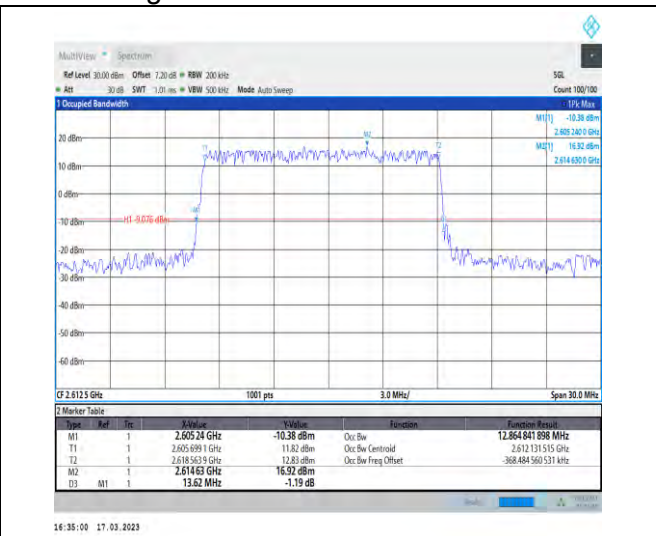 MultiView Spectrum
Ref Level 30.00 dBm Offset 7.20 dB RBW 200 kHz SGL
Att 30 dB SWT 1.01 ms VBW 500 kHz Mode Auto Sweep Count 100/100
1 Occupied Bandwidth 1Pk Max
M1[1] -10.38 dBm
2.605 240 0 GHz
M2[1] 16.92 dBm
2.614 630 0 GHz
M2
T1 T2
20 dBm
10 dBm
0 dBm
M1
-10 dBm H1 -9.076 dBm
-20 dBm
-30 dBm
-40 dBm
-50 dBm
-60 dBm
CF 2.612 5 GHz 1001 pts 3.0 MHz/ Span 30.0 MHz
2 Marker Table
Type Ref Trc X-Value Y-Value Function Function Result
M1 1 2.605 24 GHz -10.38 dBm Occ Bw 12.864 841 898 MHz
T1 1 2.605 699 1 GHz 11.82 dBm Occ Bw Centroid 2.612 131 515 GHz
T2 1 2.618 563 9 GHz 12.83 dBm Occ Bw Freq Offset -368.484 560 531 kHz
M2 1 2.614 63 GHz 16.92 dBm
D3 M1 1 13.62 MHz -1.19 dB
16:35:00 17.03.2023